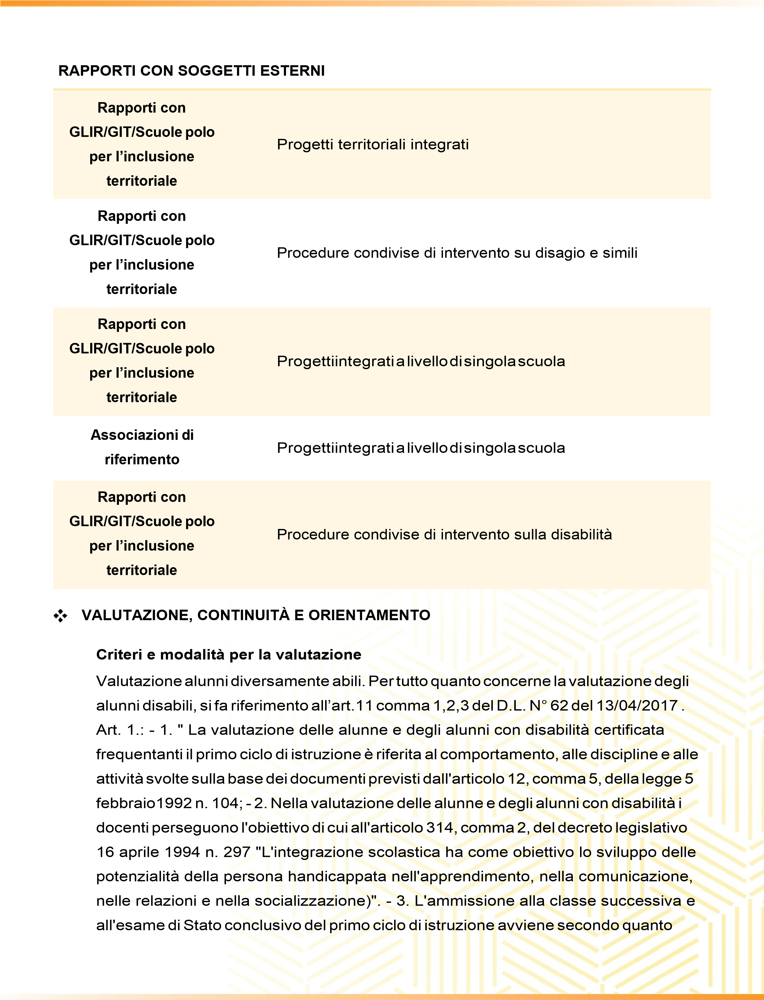 RAPPORTI CON SOGGETTI ESTERNI
Rapporti con
GLIR/GIT/Scuole polo
per l’inclusione
territoriale
Progetti territoriali integrati
Rapporti con
GLIR/GIT/Scuole polo
per l’inclusione
territoriale
Procedure condivise di intervento su disagio e simili
Rapporti con
GLIR/GIT/Scuole polo
per l’inclusione
territoriale
Progetti integrati a livello di singola scuola
Associazioni di
riferimento
Progetti integrati a livello di singola scuola
Rapporti con
GLIR/GIT/Scuole polo
per l’inclusione
territoriale
Procedure condivise di intervento sulla disabilità
❖ VALUTAZIONE, CONTINUITÀ E ORIENTAMENTO
Criteri e modalità per la valutazione
Valutazione alunni diversamente abili. Per tutto quanto concerne la valutazione degli
alunni disabili, si fa riferimento all’art.11 comma 1,2,3 del D.L. N° 62 del 13/04/2017 .
Art. 1.: - 1. " La valutazione delle alunne e degli alunni con disabilità certificata
frequentanti il primo ciclo di istruzione è riferita al comportamento, alle discipline e alle
attività svolte sulla base dei documenti previsti dall'articolo 12, comma 5, della legge 5
febbraio1992 n. 104; - 2. Nella valutazione delle alunne e degli alunni con disabilità i
docenti perseguono l'obiettivo di cui all'articolo 314, comma 2, del decreto legislativo
16 aprile 1994 n. 297 "L'integrazione scolastica ha come obiettivo lo sviluppo delle
potenzialità della persona handicappata nell'apprendimento, nella comunicazione,
nelle relazioni e nella socializzazione)". - 3. L'ammissione alla classe successiva e
all'esame di Stato conclusivo del primo ciclo di istruzione avviene secondo quanto